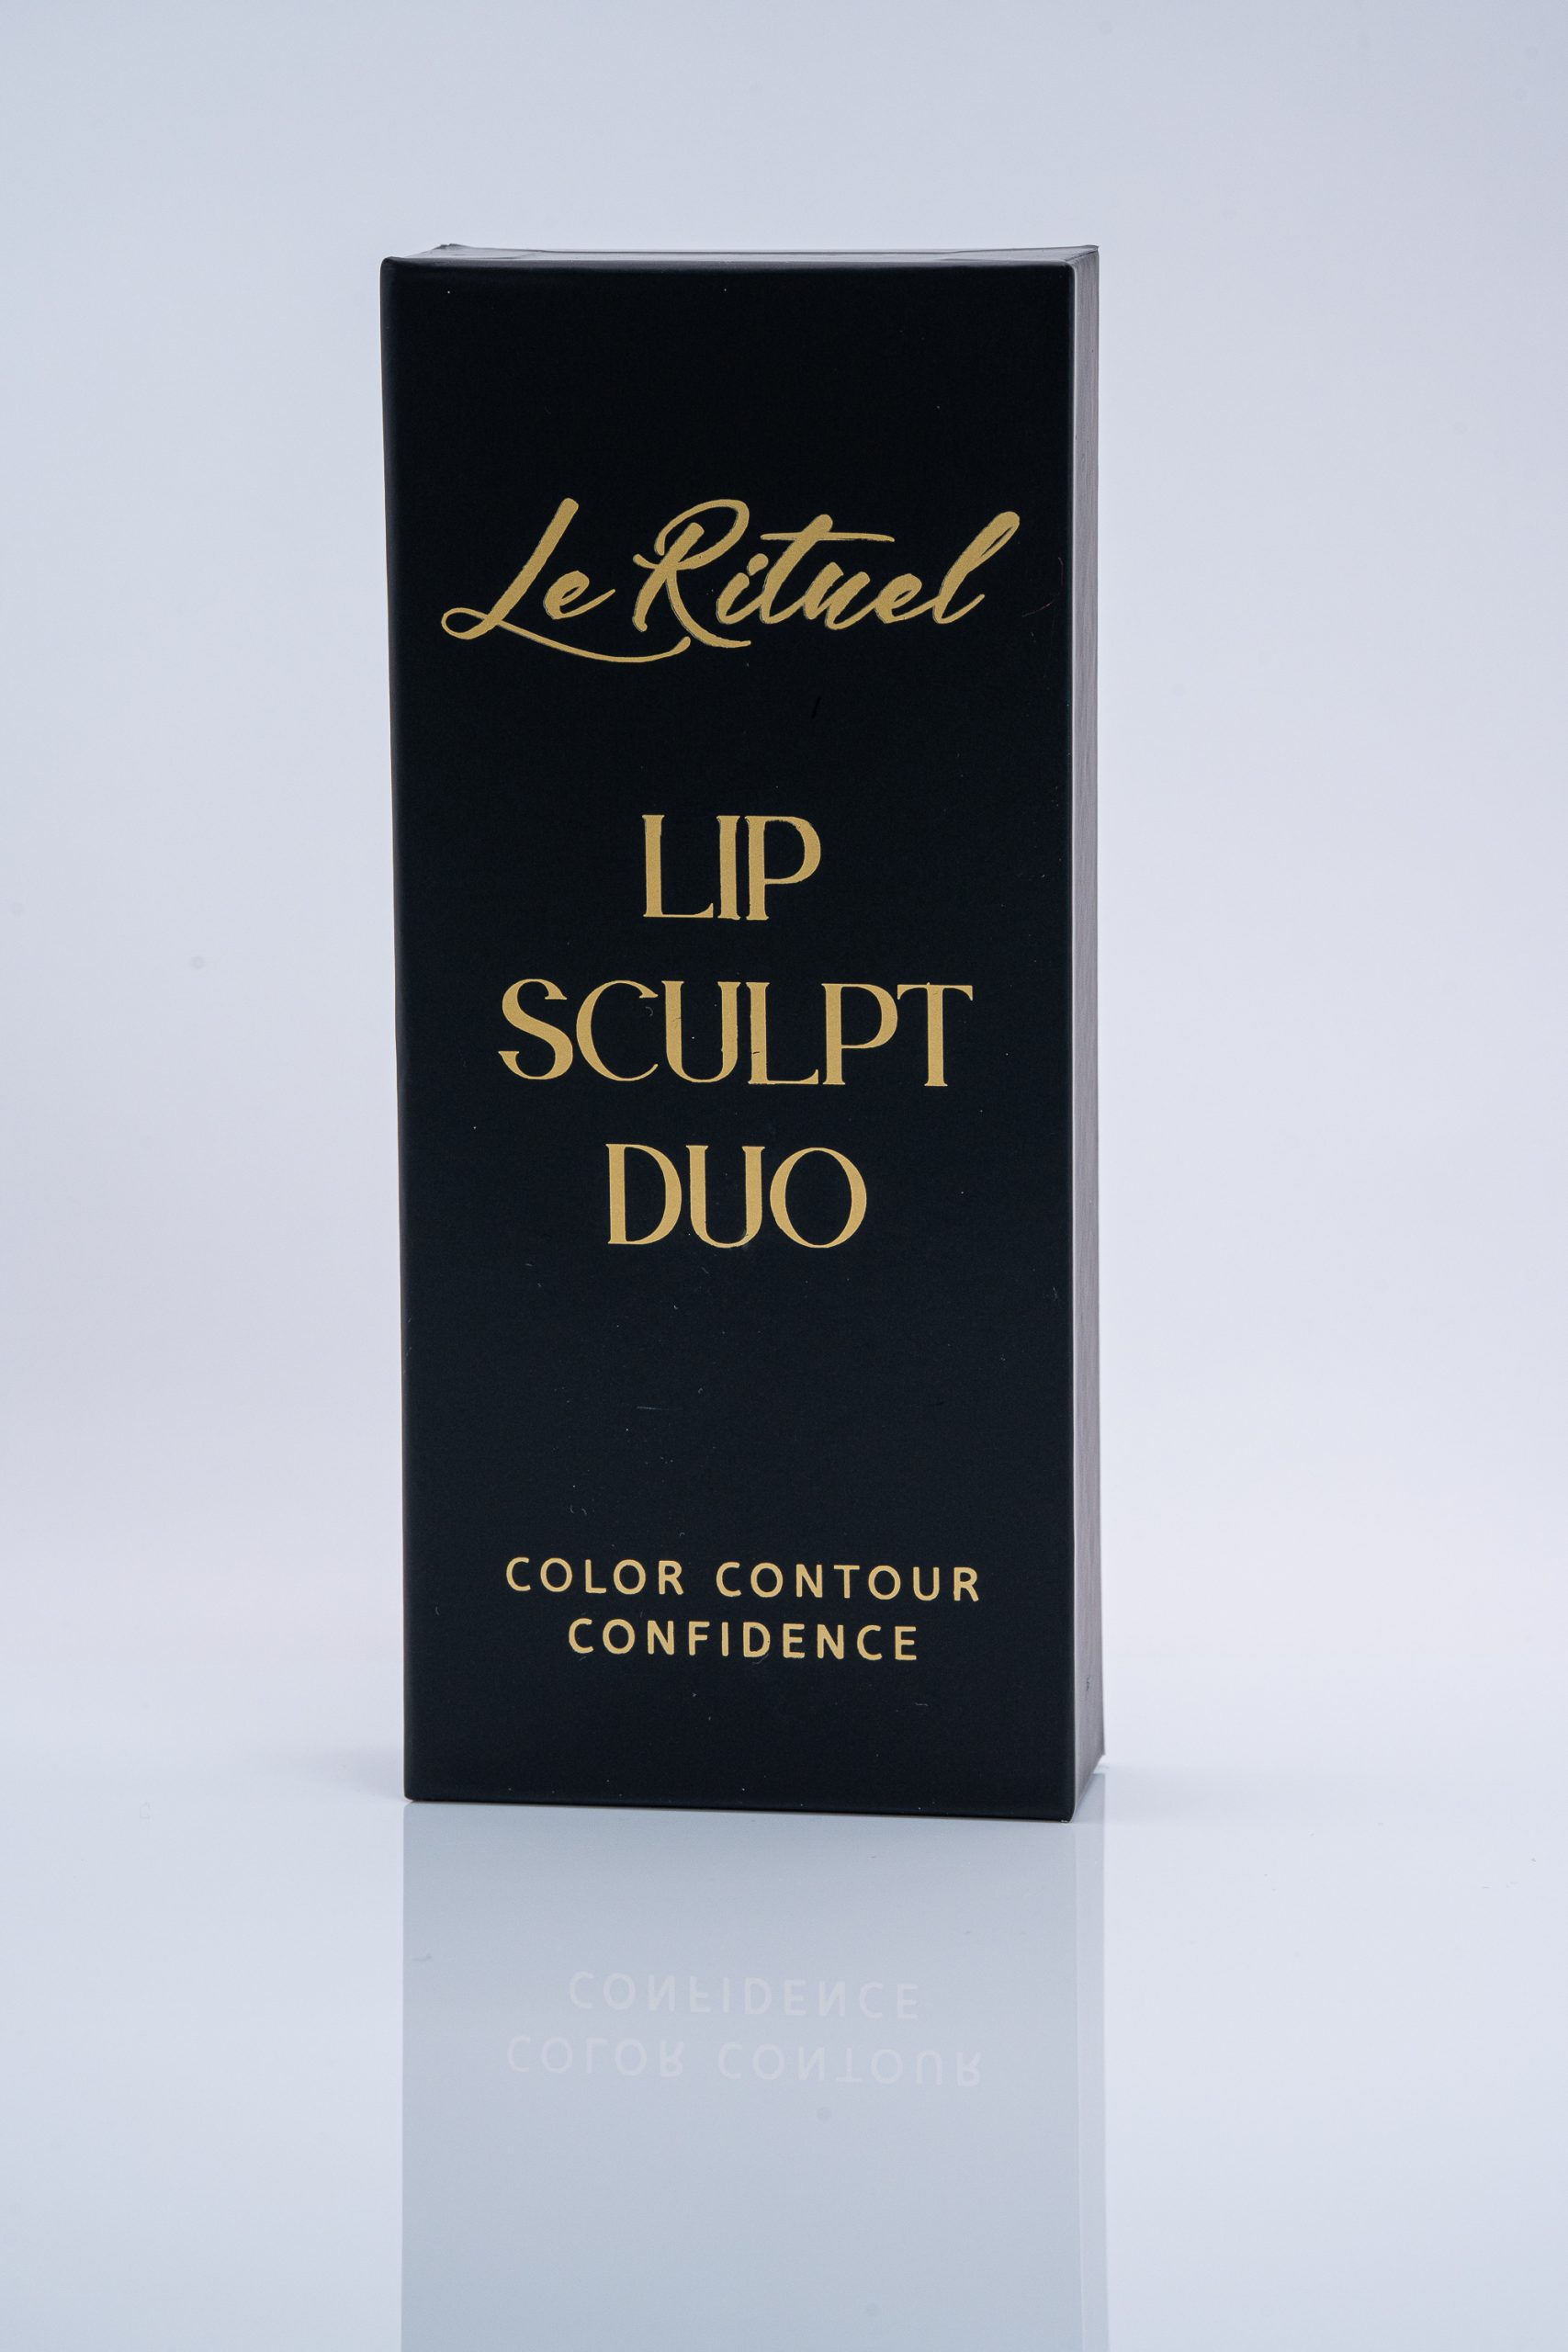 Le Rituel
LIP
SCULPT
DUO
COLOR CONTOUR
CONFIDENCE